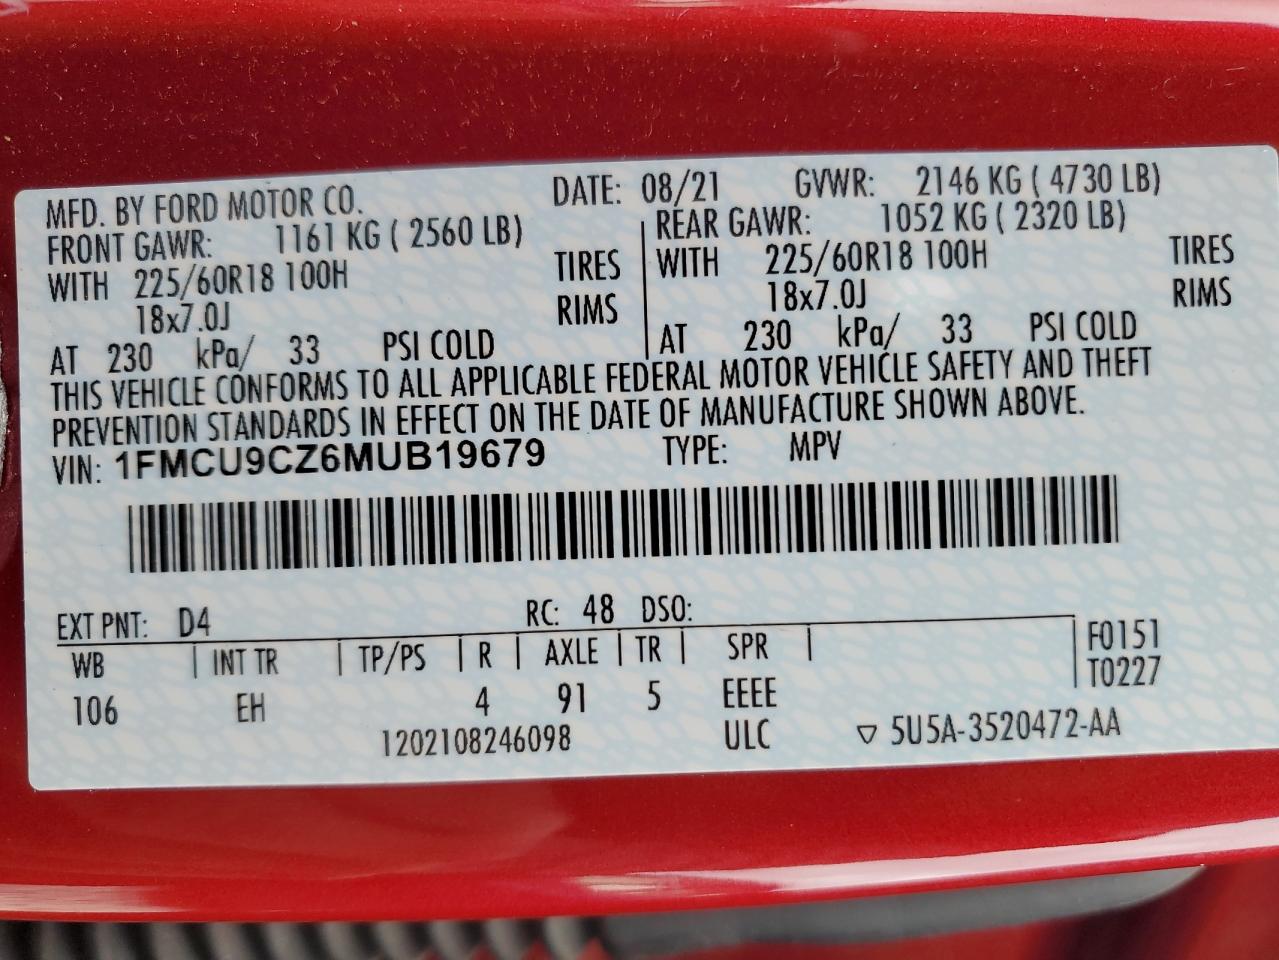 MFD. BY FORD MOTOR CO. DATE: 08/21 GVWR: 2146 KG ( 4730 LB)
FRONT GAWR: 1161 KG ( 2560 LB) REAR GAWR: 1052 KG ( 2320 LB)
WITH 225/60R18 100H TIRES WITH 225/60R18 100H TIRES
18x7.0J RIMS 18x7.0J RIMS
AT 230 kPa/ 33 PSI COLD AT 230 kPa/ 33 PSI COLD
THIS VEHICLE CONFORMS TO ALL APPLICABLE FEDERAL MOTOR VEHICLE SAFETY AND THEFT
PREVENTION STANDARDS IN EFFECT ON THE DATE OF MANUFACTURE SHOWN ABOVE.
VIN: 1FMCU9CZ6MUB19679 TYPE: MPV
EXT PNT: D4 RC: 48 DSO:
WB INT TR TP/PS R AXLE TR SPR F0151
T0227
106 EH 4 91 5 EEEE
1202108246098 ULC ▽ 5U5A-3520472-AA